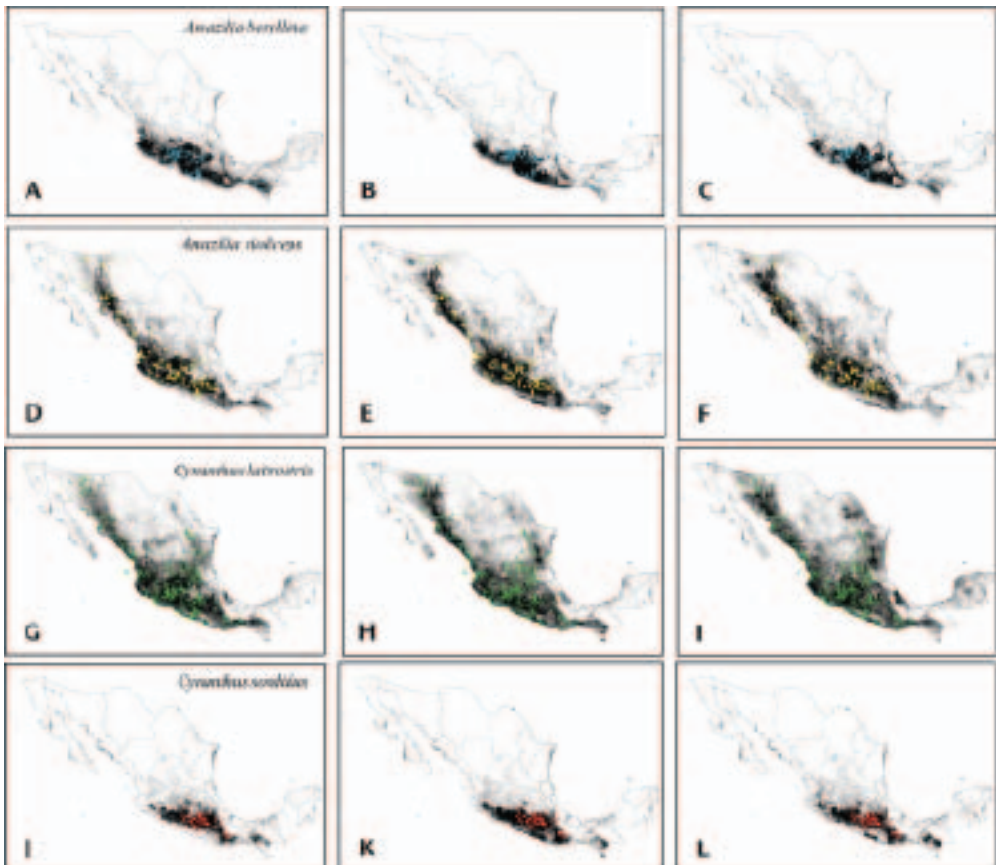 Amazilia beryllina
A
B
C
Amazilia violiceps
D
E
F
Cynanthus latirostris
G
H
I
Cynanthus sordidus
J
K
L